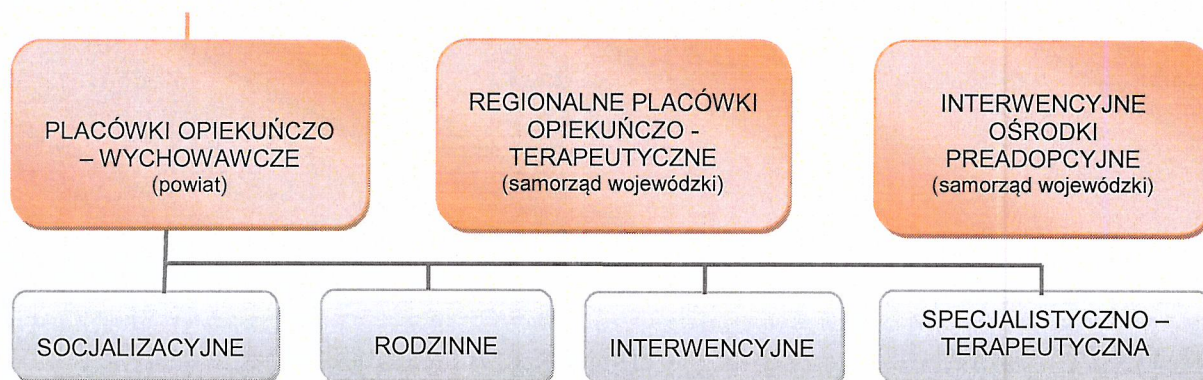 PLACÓWKI OPIEKUŃCZO
– WYCHOWAWCZE
(powiat)
REGIONALNE PLACÓWKI
OPIEKUŃCZO -
TERAPEUTYCZNE
(samorząd wojewódzki)
INTERWENCYJNE
OŚRODKI
PREADOPCYJNE
(samorząd wojewódzki)
SOCJALIZACYJNE
RODZINNE
INTERWENCYJNE
SPECJALISTYCZNO –
TERAPEUTYCZNA